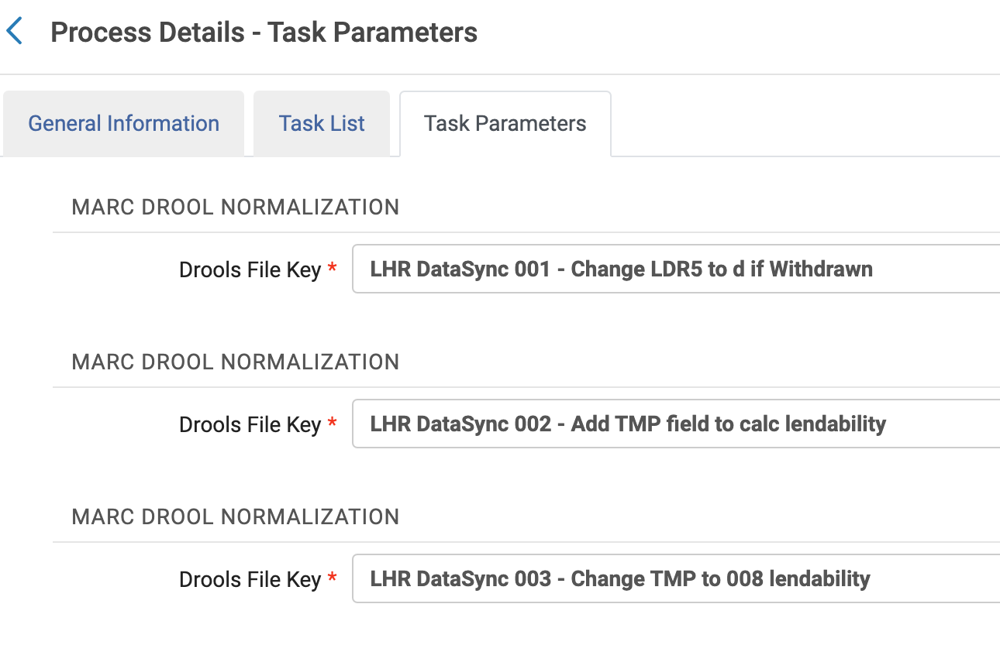 Process Details - Task Parameters
General Information
Task List
Task Parameters
MARC DROOL NORMALIZATION
Drools File Key * LHR DataSync 001 - Change LDR5 to d if Withdrawn
MARC DROOL NORMALIZATION
Drools File Key * LHR DataSync 002 - Add TMP field to calc lendability
MARC DROOL NORMALIZATION
Drools File Key * LHR DataSync 003 - Change TMP to 008 lendability